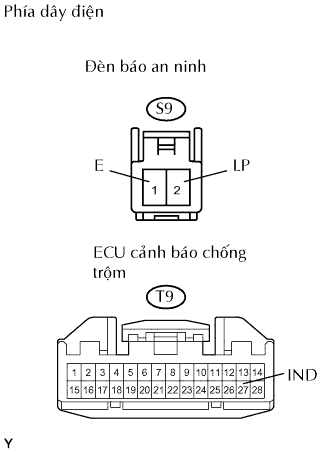 Phía dây điện
Đèn báo an ninh
S9
E
LP
1 2
ECU cảnh báo chống
trộm
T9
1 2 3 4 5 6 7 8 9 10 11 12 13 14
IND
15 16 17 18 19 20 21 22 23 24 25 26 27 28
Y